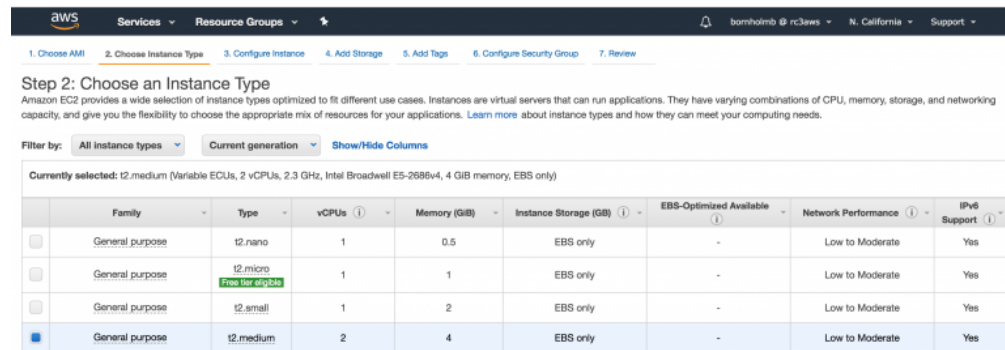 aws Services Resource Groups bornholmb @ rc3aws N. California Support
1. Choose AMI 2. Choose Instance Type 3. Configure Instance 4. Add Storage 5. Add Tags 6. Configure Security Group 7. Review
Step 2: Choose an Instance Type
Amazon EC2 provides a wide selection of instance types optimized to fit different use cases. Instances are virtual servers that can run applications. They have varying combinations of CPU, memory, storage, and networking
capacity, and give you the flexibility to choose the appropriate mix of resources for your applications. Learn more about instance types and how they can meet your computing needs.
Filter by: All instance types Current generation Show/Hide Columns
Currently selected: t2.medium (Variable ECUs, 2 vCPUs, 2.3 GHz, Intel Broadwell E5-2686v4, 4 GiB memory, EBS only)
Family Type vCPUs Memory (GiB) Instance Storage (GB) EBS-Optimized Available Network Performance IPv6
Support
General purpose t2.nano 1 0.5 EBS only - Low to Moderate Yes
General purpose t2.micro 1 1 EBS only - Low to Moderate Yes
Free tier eligible
General purpose t2.small 1 2 EBS only - Low to Moderate Yes
General purpose t2.medium 2 4 EBS only - Low to Moderate Yes